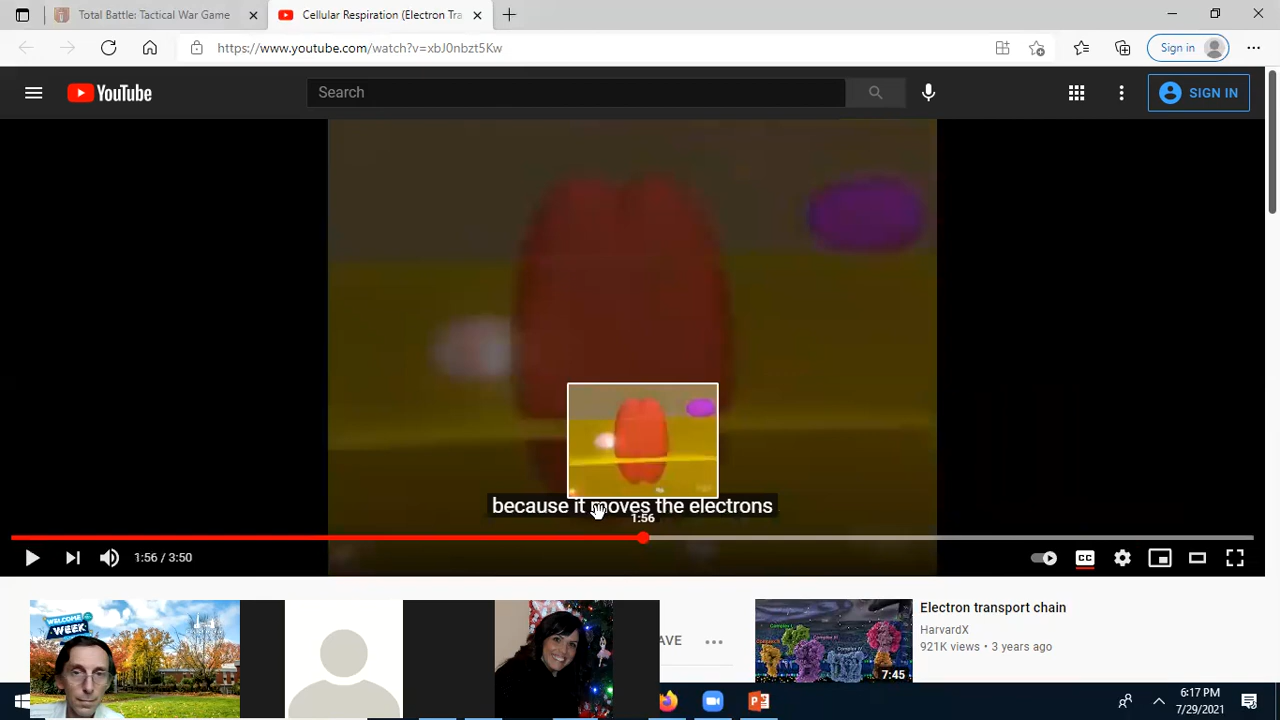 Total Battle: Tactical War Game
Cellular Respiration (Electron Tra
https://www.youtube.com/watch?v=xbJ0nbzt5Kw
Sign in
YouTube
Search
SIGN IN
because it moves the electrons
1:56
1:56 / 3:50
CC
WELCOME
WEEK
AVE
Electron transport chain
HarvardX
921K views • 3 years ago
7:45
6:17 PM
7/29/2021